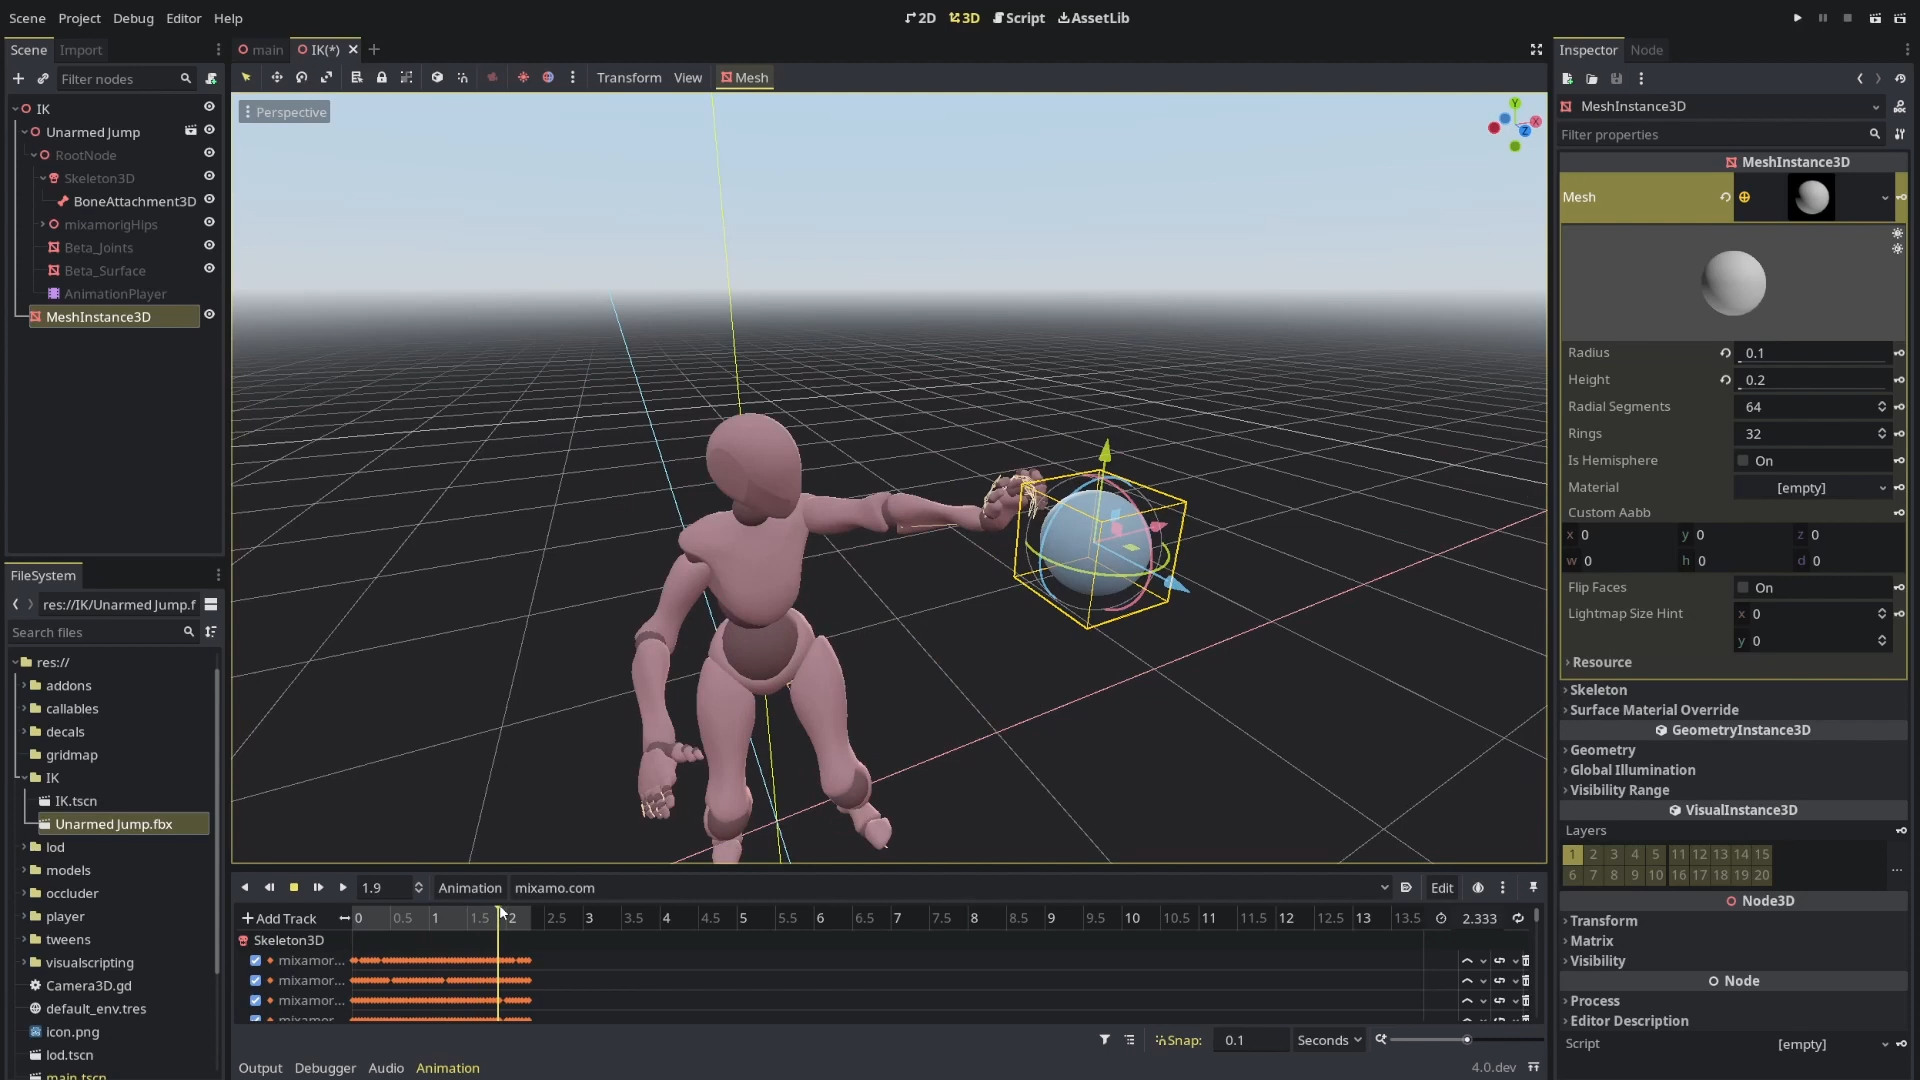 Scene Project Debug Editor Help
2D 3D Script AssetLib
Scene Import
Filter nodes
IK
Unarmed Jump
RootNode
Skeleton3D
BoneAttachment3D
mixamorigHips
Beta_Joints
Beta_Surface
AnimationPlayer
MeshInstance3D
FileSystem
res://IK/Unarmed Jump.f
Search files
res://
addons
callables
decals
gridmap
IK
IK.tscn
Unarmed Jump.fbx
lod
models
occluder
player
tweens
visualscripting
Camera3D.gd
default_env.tres
icon.png
lod.tscn
main.tscn
main IK(*)
Transform View Mesh
Perspective
Y
X
Z
1.9 Animation mixamo.com Edit
Add Track 0 0.5 1 1.5 2 2.5 3 3.5 4 4.5 5 5.5 6 6.5 7 7.5 8 8.5 9 9.5 10 10.5 11 11.5 12 12.5 13 13.5 2.333
Skeleton3D
mixamor...
mixamor...
mixamor...
mixamor...
Snap: 0.1 Seconds
Output Debugger Audio Animation 4.0.dev
Inspector Node
MeshInstance3D
Filter properties
MeshInstance3D
Mesh
Radius 0.1
Height 0.2
Radial Segments 64
Rings 32
Is Hemisphere On
Material [empty]
Custom Aabb
x 0 y 0 z 0
w 0 h 0 d 0
Flip Faces On
Lightmap Size Hint x 0
y 0
Resource
Skeleton
Surface Material Override
GeometryInstance3D
Geometry
Global Illumination
Visibility Range
VisualInstance3D
Layers
1 2 3 4 5 11 12 13 14 15
6 7 8 9 10 16 17 18 19 20
...
Node3D
Transform
Matrix
Visibility
Node
Process
Editor Description
Script [empty]